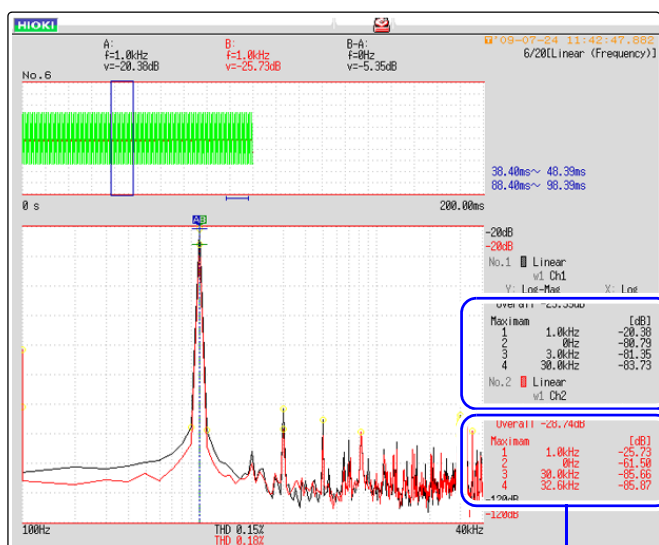 HIOKI
A: B: B-A:
f=1.0kHz f=1.0kHz f=0Hz
v=-20.38dB v=-25.73dB v=-5.35dB
'09-07-24 11:42:47.882
6/20[Linear (Frequency)]
No.6
38.40ms~ 48.39ms
88.40ms~ 98.39ms
0 s 200.00ms
A B
-20dB
-20dB
No.1 Linear
w1 Ch1
Y: Log-Mag X: Log
Overall -25.39dB
Maximam [dB]
1 1.0kHz -20.38
2 0Hz -80.79
3 3.0kHz -81.35
4 30.0kHz -83.73
No.2 Linear
w1 Ch2
Overall -28.74dB
Maximam [dB]
1 1.0kHz -25.73
2 0Hz -61.50
3 30.0kHz -85.66
4 32.6kHz -85.87
-120dB
-120dB
100Hz THD 0.15% 40kHz
THD 0.18%